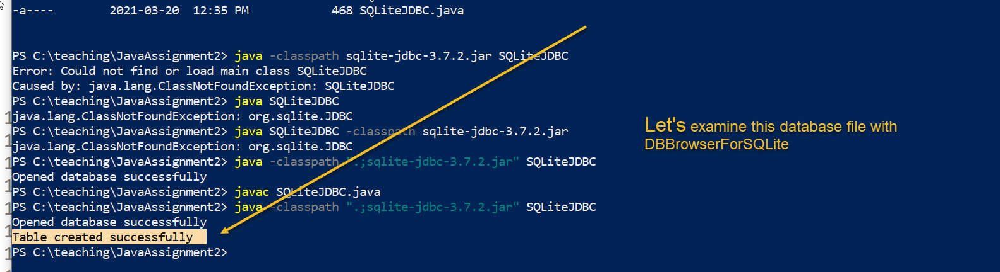 -a----        2021-03-20  12:35 PM            468 SQLiteJDBC.java
PS C:\teaching\JavaAssignment2> java -classpath sqlite-jdbc-3.7.2.jar SQLiteJDBC
Error: Could not find or load main class SQLiteJDBC
Caused by: java.lang.ClassNotFoundException: SQLiteJDBC
PS C:\teaching\JavaAssignment2> java SQLiteJDBC
java.lang.ClassNotFoundException: org.sqlite.JDBC
PS C:\teaching\JavaAssignment2> java SQLiteJDBC -classpath sqlite-jdbc-3.7.2.jar
java.lang.ClassNotFoundException: org.sqlite.JDBC
PS C:\teaching\JavaAssignment2> java -classpath ".;sqlite-jdbc-3.7.2.jar" SQLiteJDBC
Opened database successfully
PS C:\teaching\JavaAssignment2> javac SQLiteJDBC.java
PS C:\teaching\JavaAssignment2> java -classpath ".;sqlite-jdbc-3.7.2.jar" SQLiteJDBC
Opened database successfully
Table created successfully
PS C:\teaching\JavaAssignment2>
Let's examine this database file with
DBBrowserForSQLite